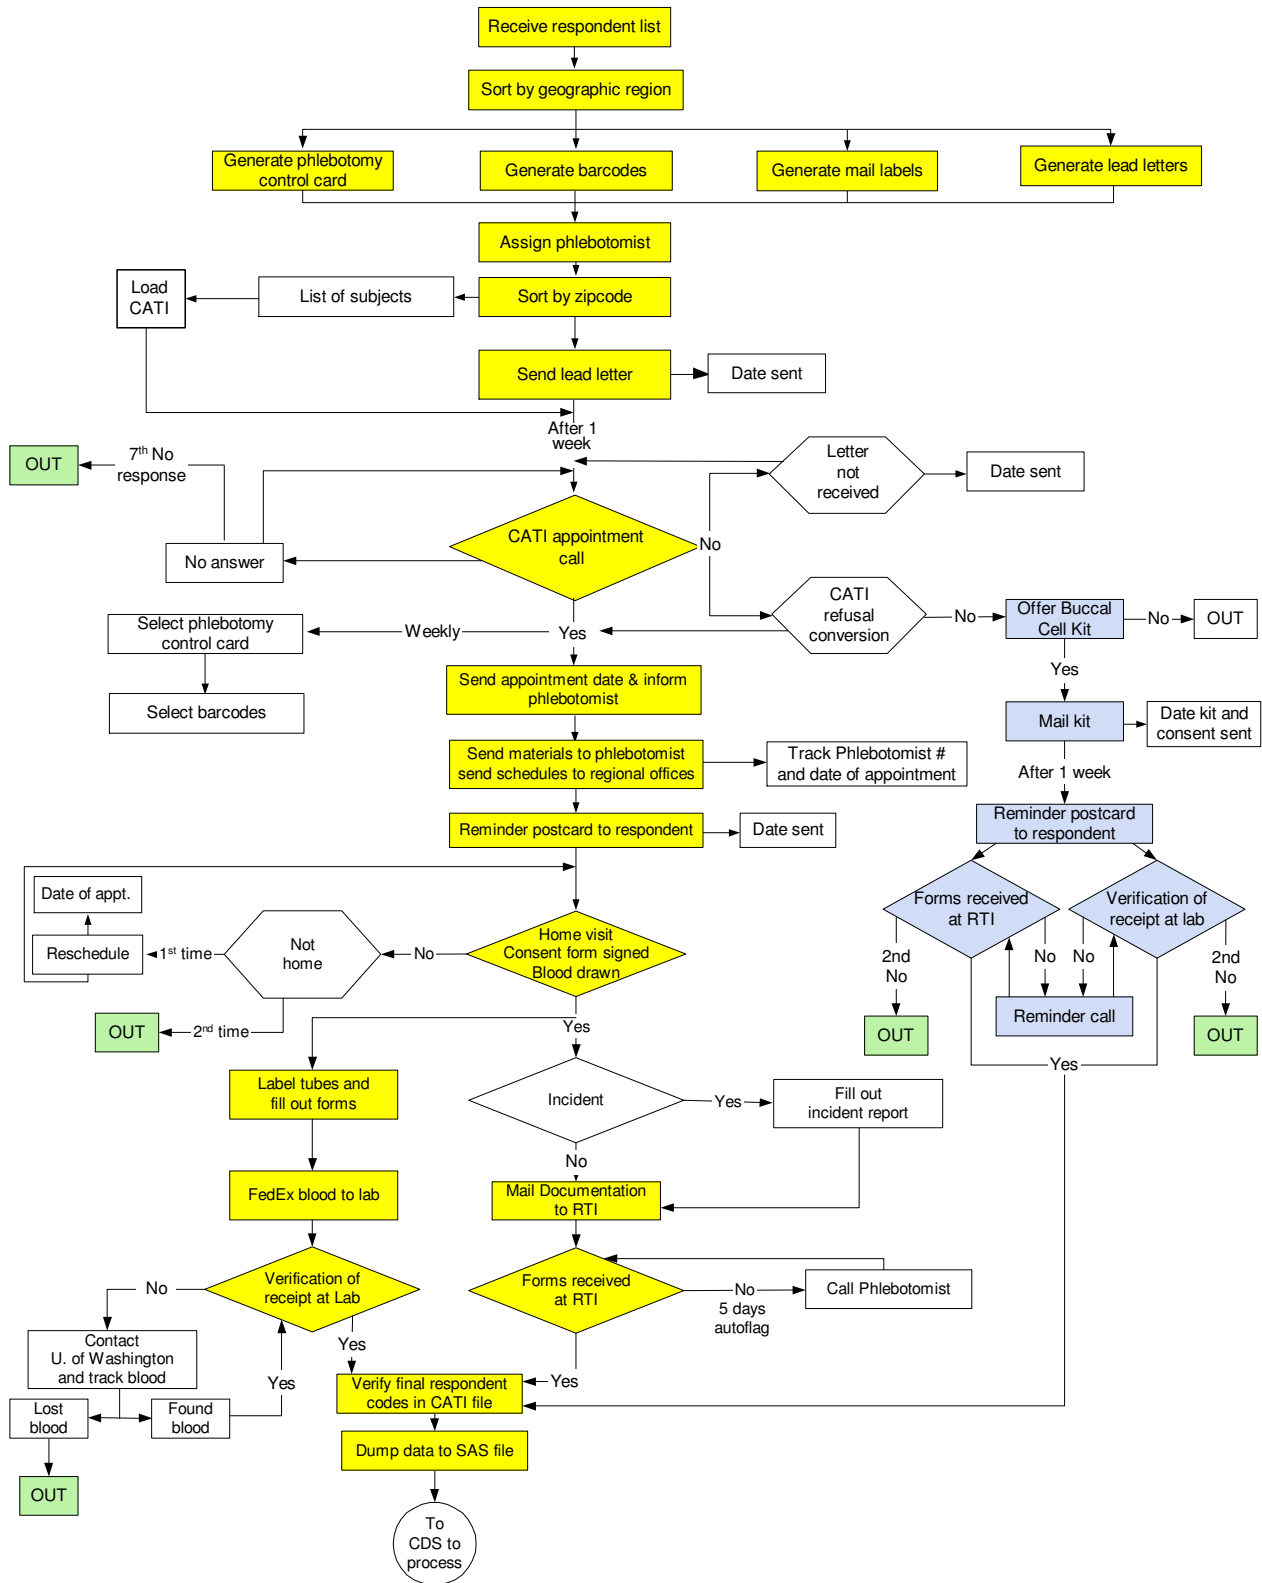 Receive respondent list
Sort by geographic region
Generate phlebotomy
control card
Generate barcodes
Generate mail labels
Generate lead letters
Assign phlebotomist
Load
CATI
List of subjects
Sort by zipcode
Send lead letter
Date sent
After 1
week
OUT
7th No
response
Letter
not
received
Date sent
CATI appointment
call
No
No answer
CATI
refusal
conversion
No
Offer Buccal
Cell Kit
No
OUT
Select phlebotomy
control card
Weekly
Yes
Yes
Select barcodes
Send appointment date & inform
phlebotomist
Mail kit
Date kit and
consent sent
Send materials to phlebotomist
send schedules to regional offices
Track Phlebotomist #
and date of appointment
After 1 week
Reminder postcard to respondent
Date sent
Reminder postcard
to respondent
Date of appt.
Reschedule
1st time
Not
home
No
Home visit
Consent form signed
Blood drawn
Forms received
at RTI
Verification of
receipt at lab
2nd
No
No
No
2nd
No
OUT
2nd time
Yes
OUT
Reminder call
OUT
Yes
Label tubes and
fill out forms
Incident
Yes
Fill out
incident report
No
FedEx blood to lab
Mail Documentation
to RTI
Verification of
receipt at Lab
No
Forms received
at RTI
No
5 days
autoflag
Call Phlebotomist
Contact
U. of Washington
and track blood
Yes
Yes
Yes
Lost
blood
Found
blood
Verify final respondent
codes in CATI file
Dump data to SAS file
OUT
To
CDS to
process